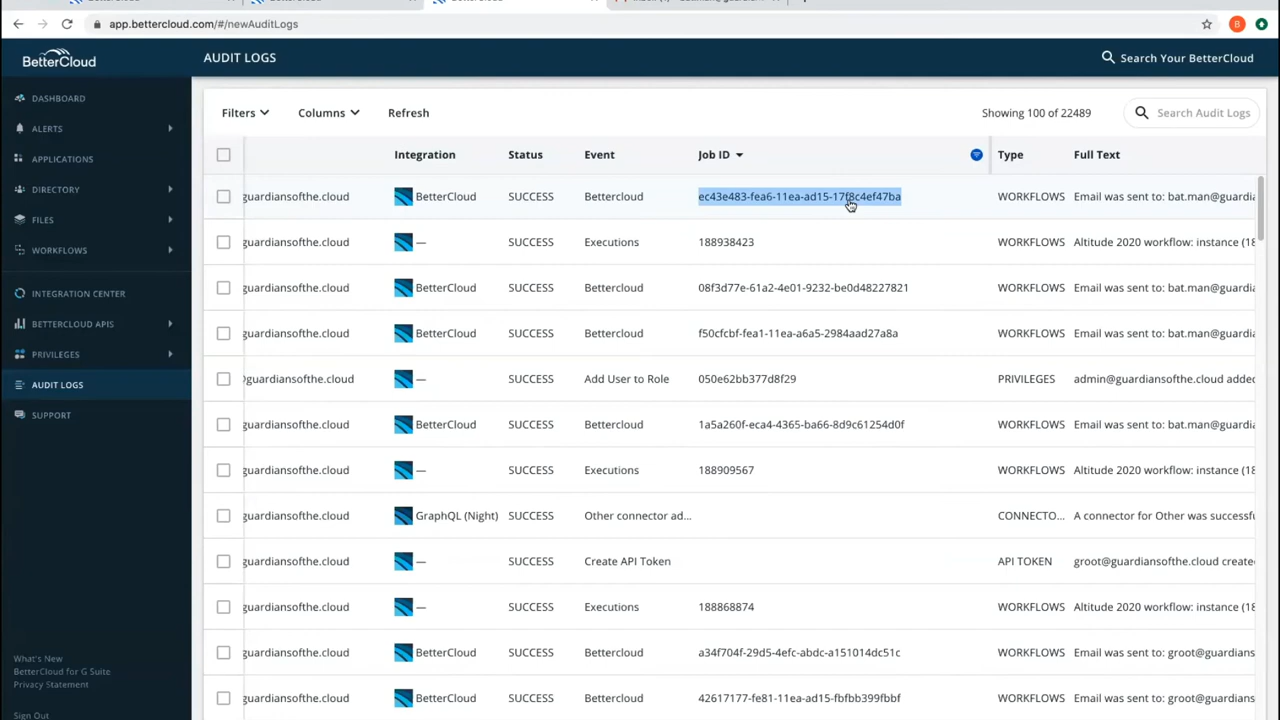 app.bettercloud.com/#/newAuditLogs
B
BetterCloud
AUDIT LOGS
Search Your BetterCloud
DASHBOARD
ALERTS
APPLICATIONS
DIRECTORY
FILES
WORKFLOWS
INTEGRATION CENTER
BETTERCLOUD APIS
PRIVILEGES
AUDIT LOGS
SUPPORT
What's New
BetterCloud for G Suite
Privacy Statement
Sign Out
Filters Columns Refresh Showing 100 of 22489 Search Audit Logs
Integration Status Event Job ID Type Full Text
guardiansofthe.cloud BetterCloud SUCCESS Bettercloud ec43e483-fea6-11ea-ad15-17f8c4ef47ba WORKFLOWS Email was sent to: bat.man@guardia
guardiansofthe.cloud — SUCCESS Executions 188938423 WORKFLOWS Altitude 2020 workflow: instance (18
guardiansofthe.cloud BetterCloud SUCCESS Bettercloud 08f3d77e-61a2-4e01-9232-be0d48227821 WORKFLOWS Email was sent to: bat.man@guardia
guardiansofthe.cloud BetterCloud SUCCESS Bettercloud f50cfcbf-fea1-11ea-a6a5-2984aad27a8a WORKFLOWS Email was sent to: bat.man@guardia
@guardiansofthe.cloud — SUCCESS Add User to Role 050e62bb377d8f29 PRIVILEGES admin@guardiansofthe.cloud added
guardiansofthe.cloud BetterCloud SUCCESS Bettercloud 1a5a260f-eca4-4365-ba66-8d9c61254d0f WORKFLOWS Email was sent to: bat.man@guardia
guardiansofthe.cloud — SUCCESS Executions 188909567 WORKFLOWS Altitude 2020 workflow: instance (18
guardiansofthe.cloud GraphQL (Night) SUCCESS Other connector ad... CONNECTO... A connector for Other was successfu
guardiansofthe.cloud — SUCCESS Create API Token API TOKEN groot@guardiansofthe.cloud create
guardiansofthe.cloud — SUCCESS Executions 188868874 WORKFLOWS Altitude 2020 workflow: instance (18
guardiansofthe.cloud BetterCloud SUCCESS Bettercloud a34f704f-29d5-4efc-abdc-a151014dc51c WORKFLOWS Email was sent to: groot@guardians
guardiansofthe.cloud BetterCloud SUCCESS Bettercloud 42617177-fe81-11ea-ad15-fbfbb399fbbf WORKFLOWS Email was sent to: groot@guardians